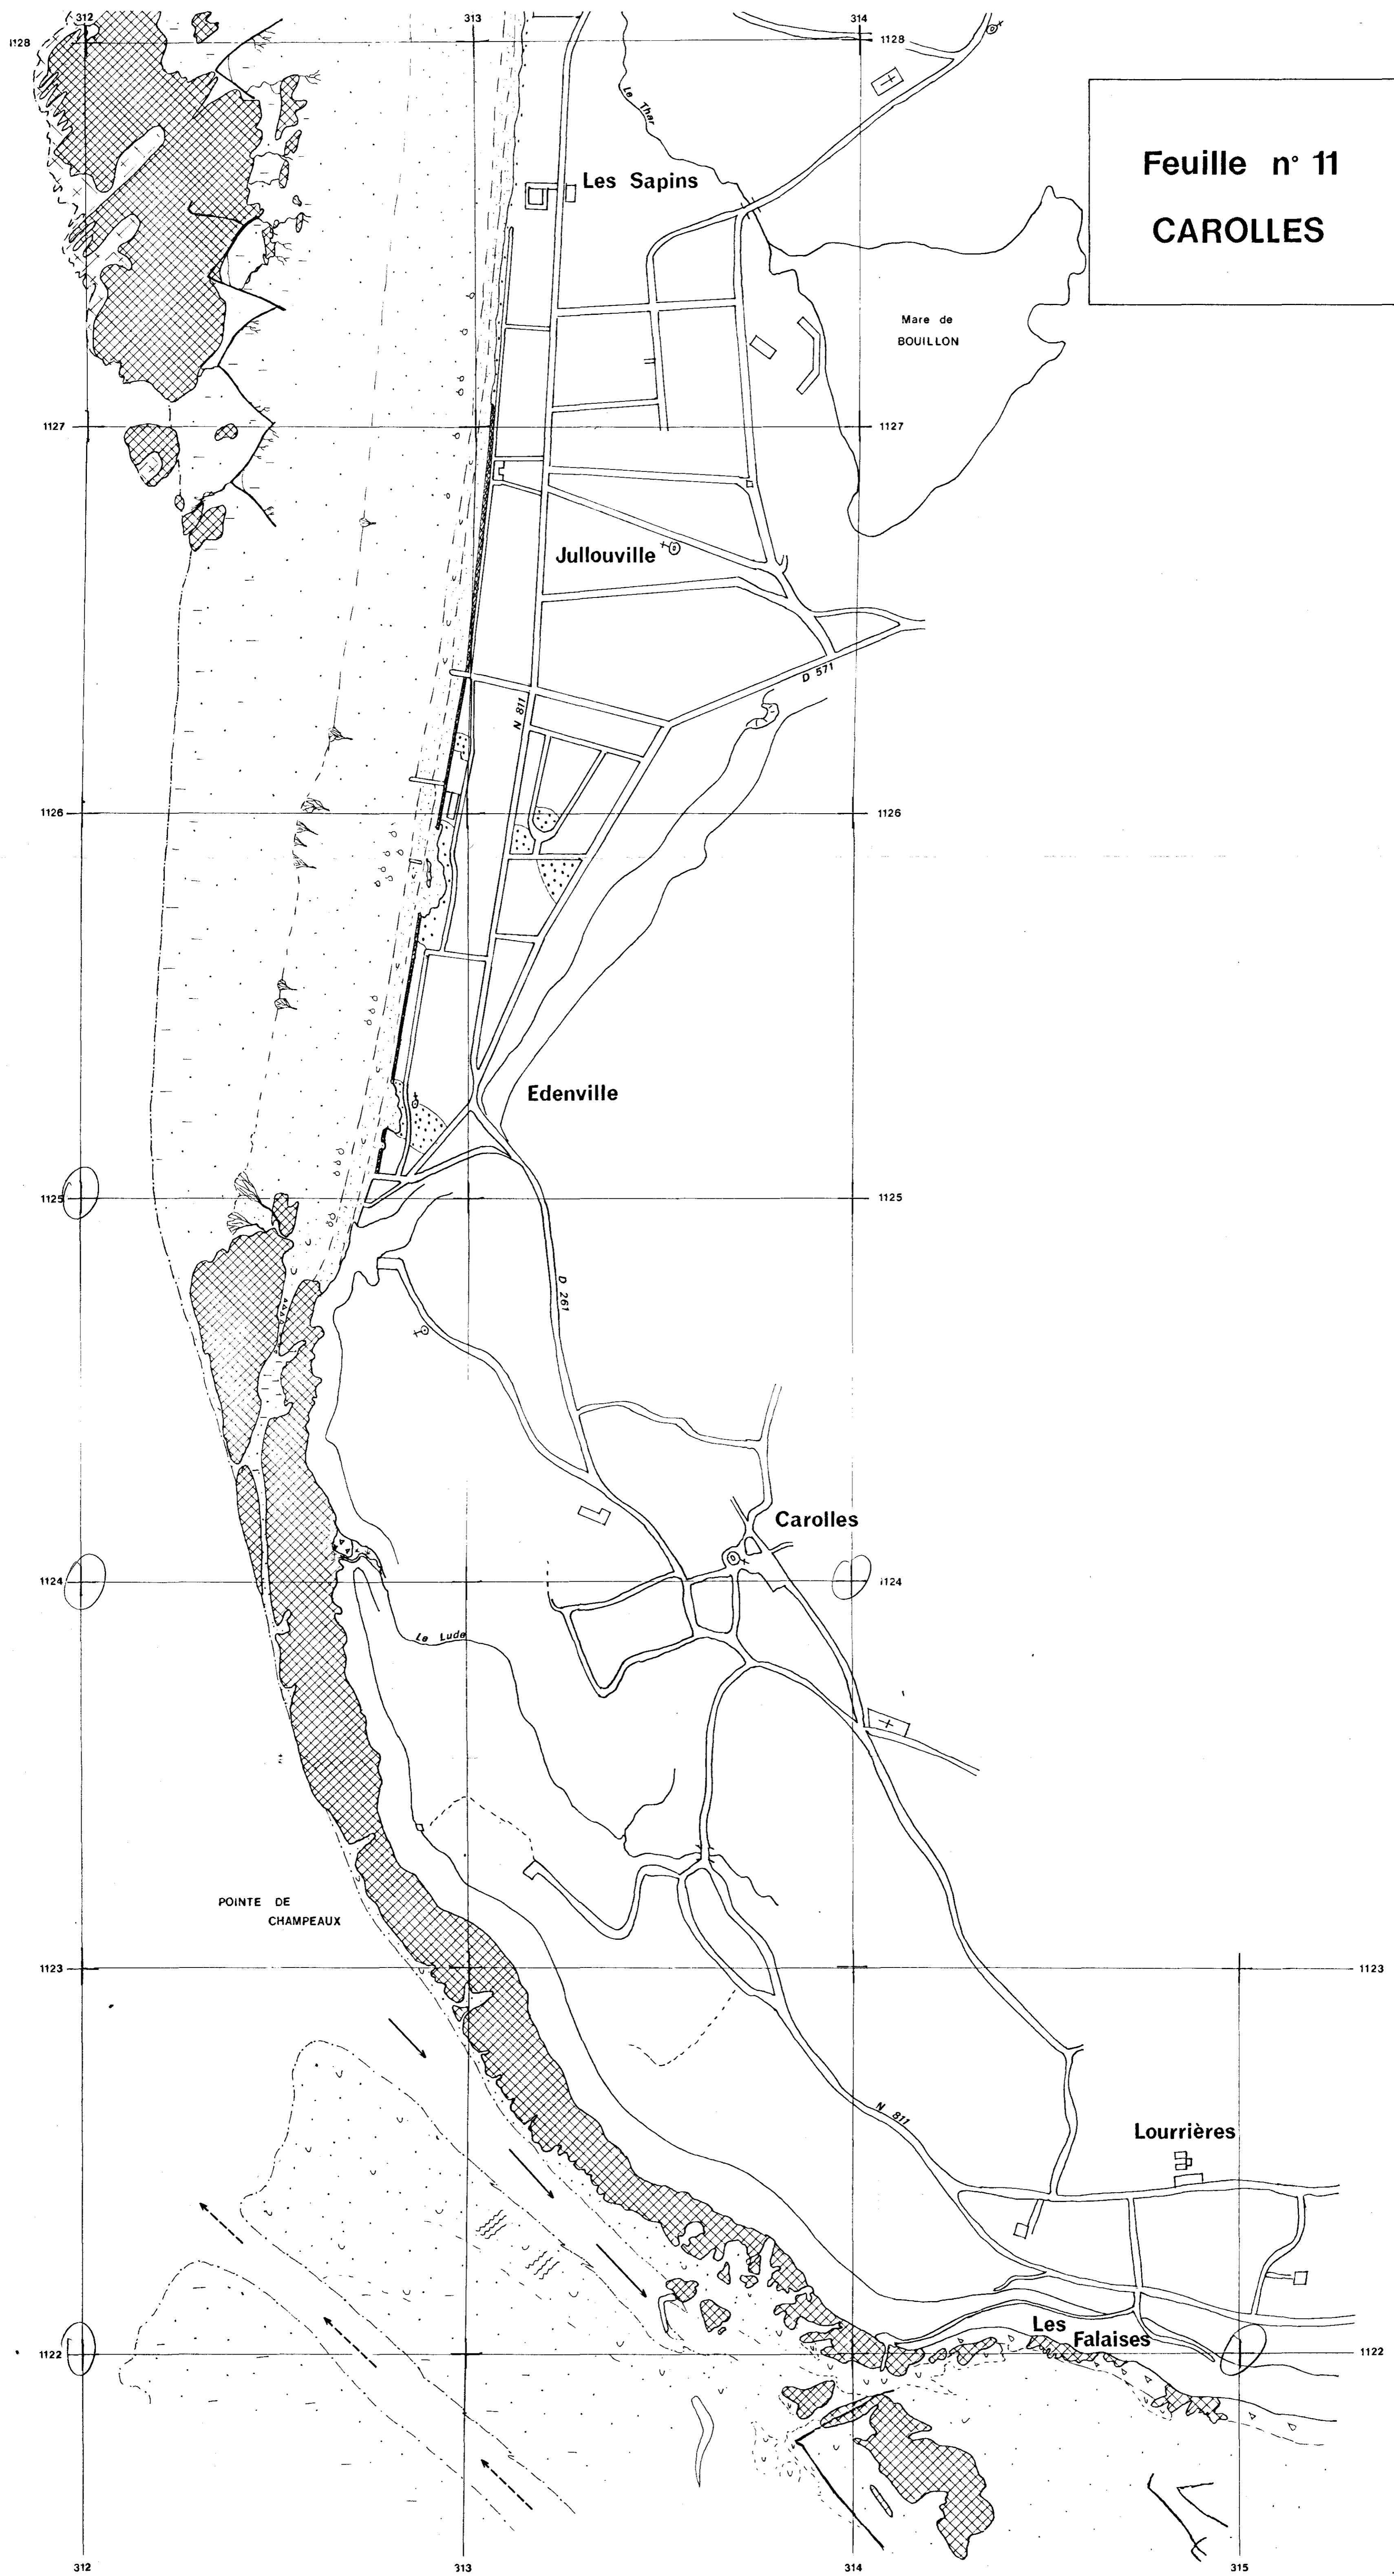 312
313
314
1128
1128
Le Thar
Feuille n° 11
CAROLLES
Les Sapins
Mare de
BOUILLON
1127
1127
Jullouville
D 571
N 811
1126
1126
Edenville
1125
1125
D 261
Carolles
1124
1124
Le Lude
POINTE DE
CHAMPEAUX
1123
1123
N 811
Lourrières
Les
Falaises
1122
1122
312
313
314
315